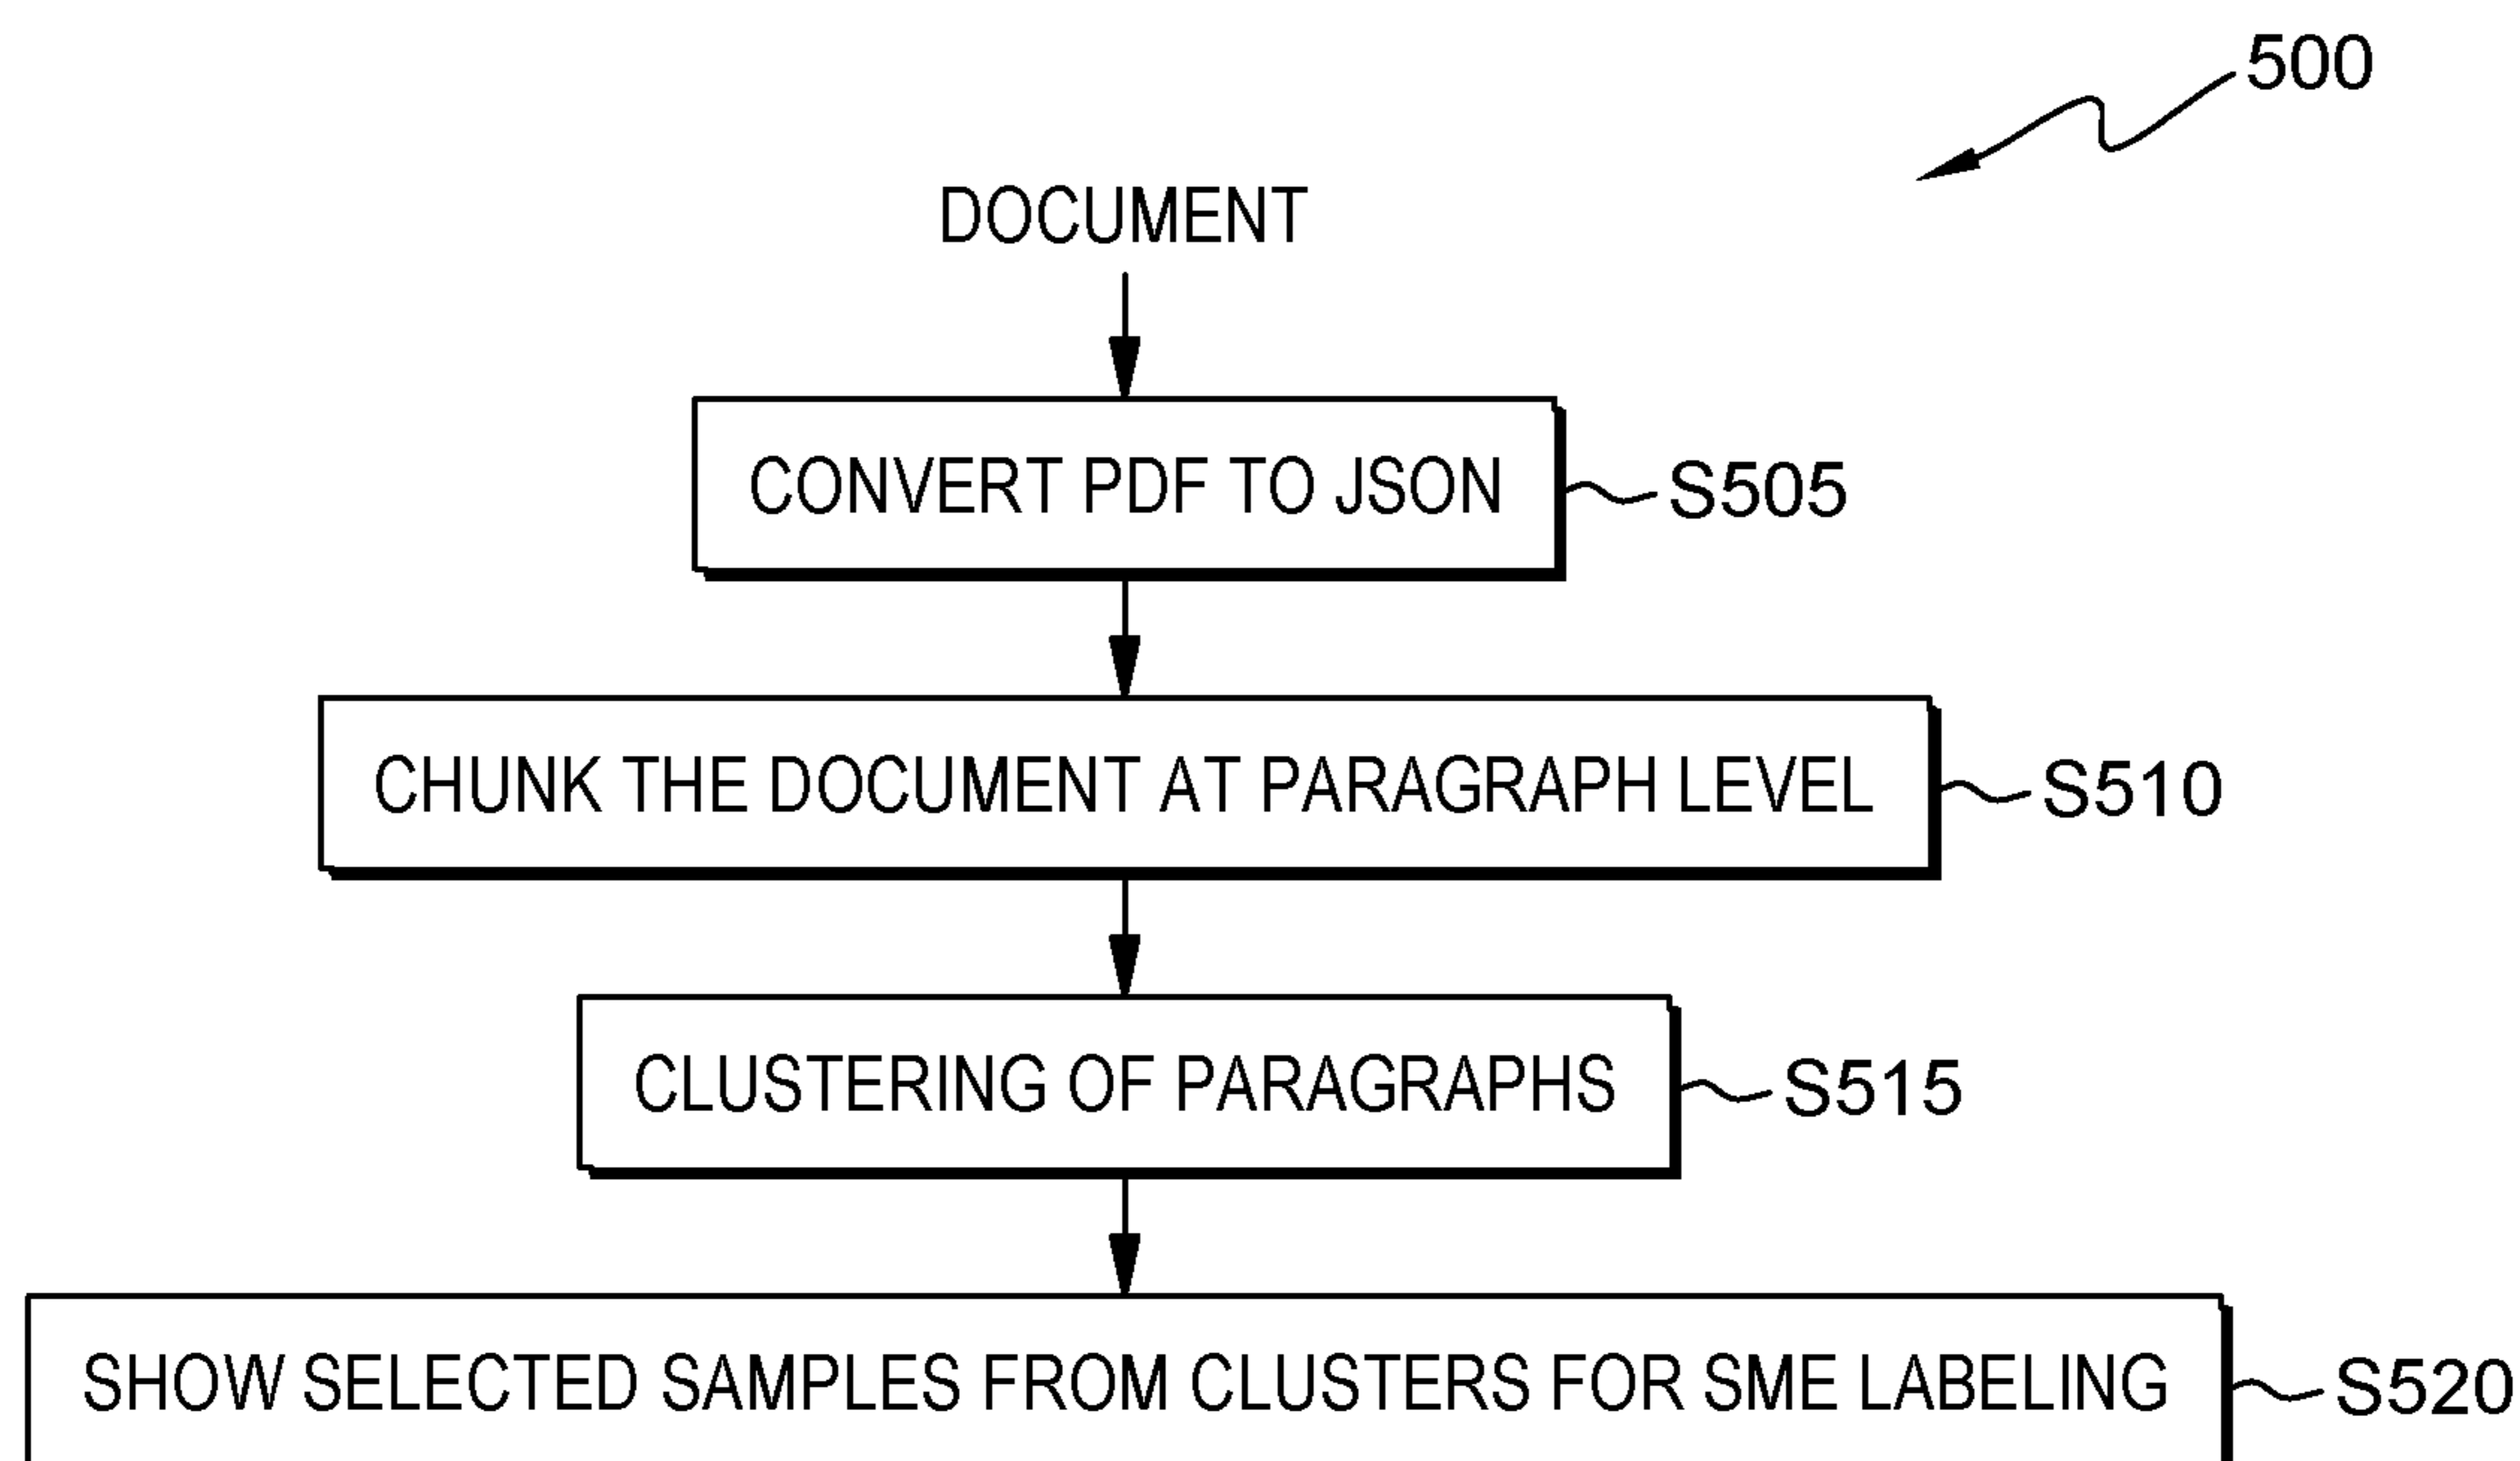 500
DOCUMENT
CONVERT PDF TO JSON
S505
CHUNK THE DOCUMENT AT PARAGRAPH LEVEL
S510
CLUSTERING OF PARAGRAPHS
S515
SHOW SELECTED SAMPLES FROM CLUSTERS FOR SME LABELING
S520